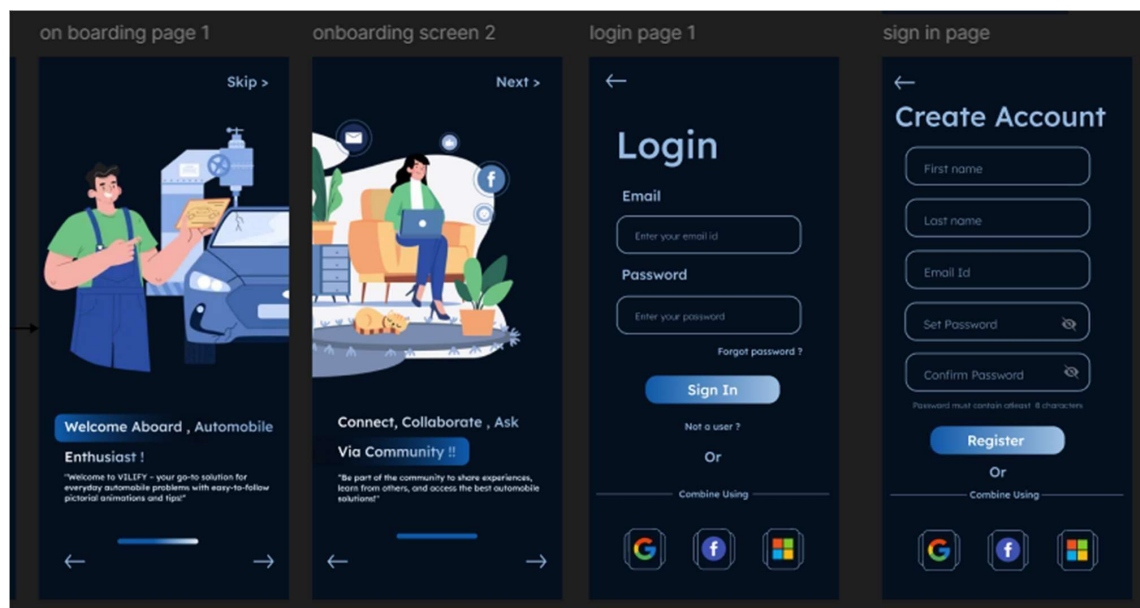 on boarding page 1
Skip >
Welcome Aboard , Automobile
Enthusiast !
"Welcome to VILIFY – your go-to solution for
everyday automobile problems with easy-to-follow
pictorial animations and tips!"
onboarding screen 2
Next >
f
Connect, Collaborate , Ask
Via Community !!
"Be part of the community to share experiences,
learn from others, and access the best automobile
solutions!"
login page 1
Login
Email
Enter your email id
Password
Enter your password
Forgot password ?
Sign In
Not a user ?
Or
Combine Using
G
f
sign in page
Create Account
First name
Last name
Email Id
Set Password
Confirm Password
Password must contain atleast 8 characters
Register
Or
Combine Using
G
f